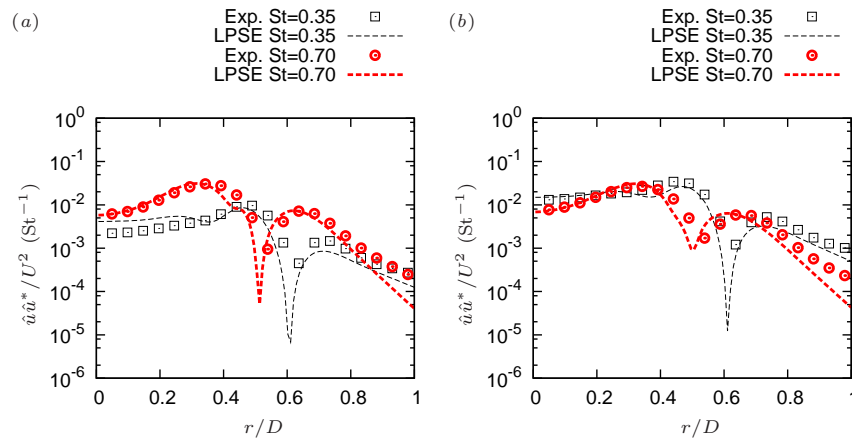 (a)
Exp. St=0.35
LPSE St=0.35
Exp. St=0.70
LPSE St=0.70
10^0
10^-1
10^-2
10^-3
10^-4
10^-5
10^-6
ûû*/U² (St⁻¹)
0 0.2 0.4 0.6 0.8 1
r/D
(b)
Exp. St=0.35
LPSE St=0.35
Exp. St=0.70
LPSE St=0.70
10^0
10^-1
10^-2
10^-3
10^-4
10^-5
10^-6
ûû*/U² (St⁻¹)
0 0.2 0.4 0.6 0.8 1
r/D